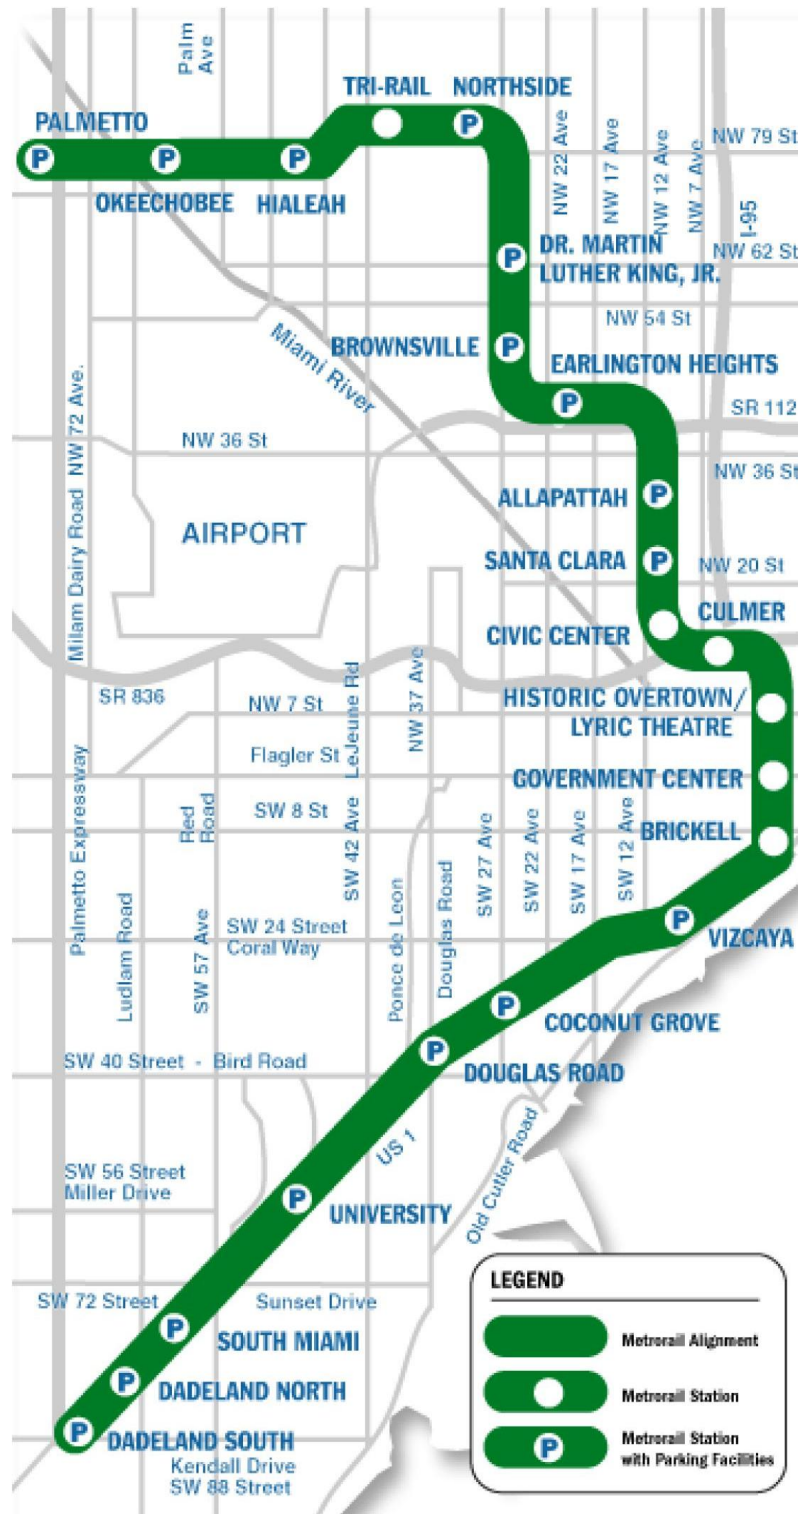 Palm
Ave
TRI-RAIL
NORTHSIDE
PALMETTO
NW 79 St
OKEECHOBEE
HIALEAH
NW 22 Ave
NW 17 Ave
NW 12 Ave
NW 7 Ave
I-95
DR. MARTIN
LUTHER KING, JR.
NW 62 St
NW 54 St
Miami River
BROWNSVILLE
EARLINGTON HEIGHTS
SR 112
NW 36 St
NW 36 St
Milam Dairy Road NW 72 Ave.
AIRPORT
ALLAPATTAH
SANTA CLARA
NW 20 St
CULMER
CIVIC CENTER
SR 836
NW 7 St
LeJeune Rd
NW 37 Ave
HISTORIC OVERTOWN/
LYRIC THEATRE
Flagler St
GOVERNMENT CENTER
Palmetto Expressway
Red
Road
SW 8 St
SW 42 Ave
BRICKELL
SW 27 Ave
SW 22 Ave
SW 17 Ave
SW 12 Ave
Ludlam Road
SW 57 Ave
SW 24 Street
Coral Way
Ponce de Leon
Douglas Road
VIZCAYA
COCONUT GROVE
SW 40 Street - Bird Road
DOUGLAS ROAD
US 1
Old Cutler Road
SW 56 Street
Miller Drive
UNIVERSITY
SW 72 Street
Sunset Drive
SOUTH MIAMI
DADELAND NORTH
DADELAND SOUTH
Kendall Drive
SW 88 Street
LEGEND
Metrorail Alignment
Metrorail Station
P
Metrorail Station
with Parking Facilities